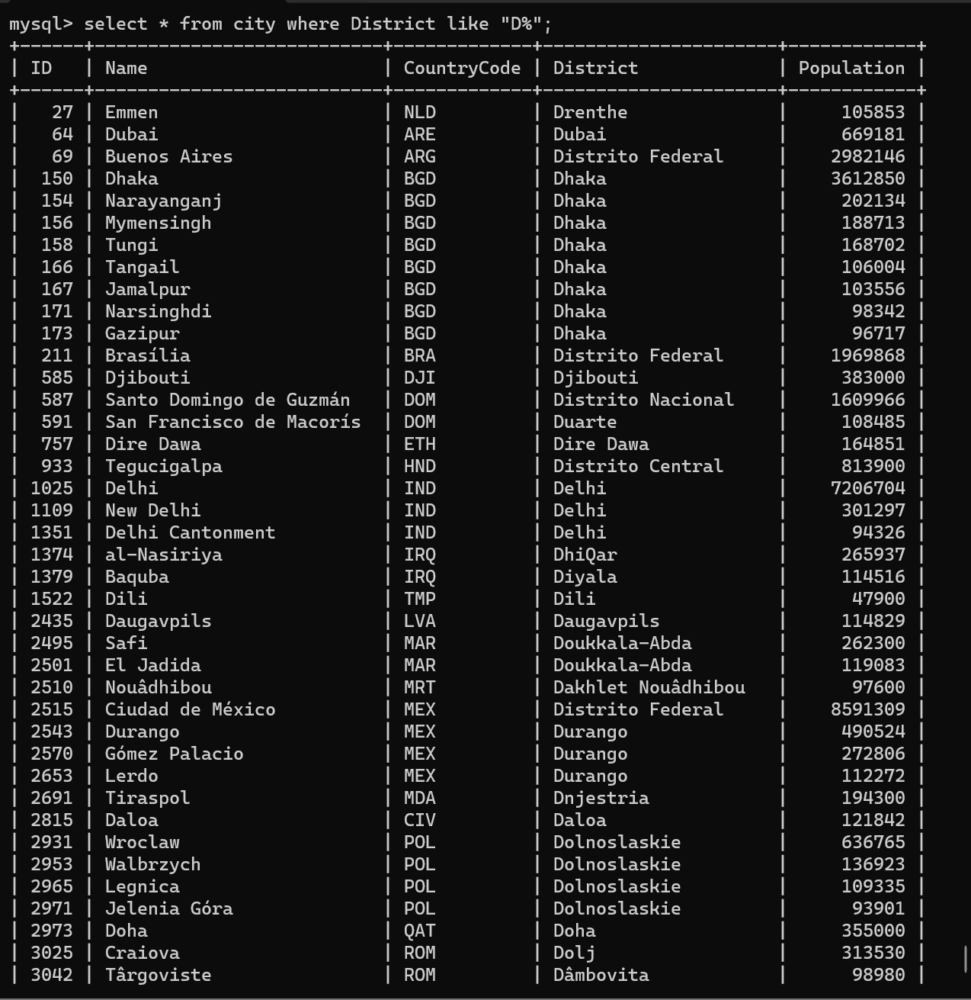 mysql> select * from city where District like "D%";
+------+---------------------------+-------------+----------------------+------------+
| ID   | Name                      | CountryCode | District             | Population |
+------+---------------------------+-------------+----------------------+------------+
|   27 | Emmen                     | NLD         | Drenthe              |     105853 |
|   64 | Dubai                     | ARE         | Dubai                |     669181 |
|   69 | Buenos Aires              | ARG         | Distrito Federal     |    2982146 |
|  150 | Dhaka                     | BGD         | Dhaka                |    3612850 |
|  154 | Narayanganj               | BGD         | Dhaka                |     202134 |
|  156 | Mymensingh                | BGD         | Dhaka                |     188713 |
|  158 | Tungi                     | BGD         | Dhaka                |     168702 |
|  166 | Tangail                   | BGD         | Dhaka                |     106004 |
|  167 | Jamalpur                  | BGD         | Dhaka                |     103556 |
|  171 | Narsinghdi                | BGD         | Dhaka                |      98342 |
|  173 | Gazipur                   | BGD         | Dhaka                |      96717 |
|  211 | Brasília                  | BRA         | Distrito Federal     |    1969868 |
|  585 | Djibouti                  | DJI         | Djibouti             |     383000 |
|  587 | Santo Domingo de Guzmán   | DOM         | Distrito Nacional    |    1609966 |
|  591 | San Francisco de Macorís  | DOM         | Duarte               |     108485 |
|  757 | Dire Dawa                 | ETH         | Dire Dawa            |     164851 |
|  933 | Tegucigalpa               | HND         | Distrito Central     |     813900 |
| 1025 | Delhi                     | IND         | Delhi                |    7206704 |
| 1109 | New Delhi                 | IND         | Delhi                |     301297 |
| 1351 | Delhi Cantonment          | IND         | Delhi                |      94326 |
| 1374 | al-Nasiriya               | IRQ         | DhiQar               |     265937 |
| 1379 | Baquba                    | IRQ         | Diyala               |     114516 |
| 1522 | Dili                      | TMP         | Dili                 |      47900 |
| 2435 | Daugavpils                | LVA         | Daugavpils           |     114829 |
| 2495 | Safi                      | MAR         | Doukkala-Abda        |     262300 |
| 2501 | El Jadida                 | MAR         | Doukkala-Abda        |     119083 |
| 2510 | Nouâdhibou                | MRT         | Dakhlet Nouâdhibou   |      97600 |
| 2515 | Ciudad de México          | MEX         | Distrito Federal     |    8591309 |
| 2543 | Durango                   | MEX         | Durango              |     490524 |
| 2570 | Gómez Palacio             | MEX         | Durango              |     272806 |
| 2653 | Lerdo                     | MEX         | Durango              |     112272 |
| 2691 | Tiraspol                  | MDA         | Dnjestria            |     194300 |
| 2815 | Daloa                     | CIV         | Daloa                |     121842 |
| 2931 | Wroclaw                   | POL         | Dolnoslaskie         |     636765 |
| 2953 | Walbrzych                 | POL         | Dolnoslaskie         |     136923 |
| 2965 | Legnica                   | POL         | Dolnoslaskie         |     109335 |
| 2971 | Jelenia Góra              | POL         | Dolnoslaskie         |      93901 |
| 2973 | Doha                      | QAT         | Doha                 |     355000 |
| 3025 | Craiova                   | ROM         | Dolj                 |     313530 |
| 3042 | Târgoviste                | ROM         | Dâmbovita            |      98980 |